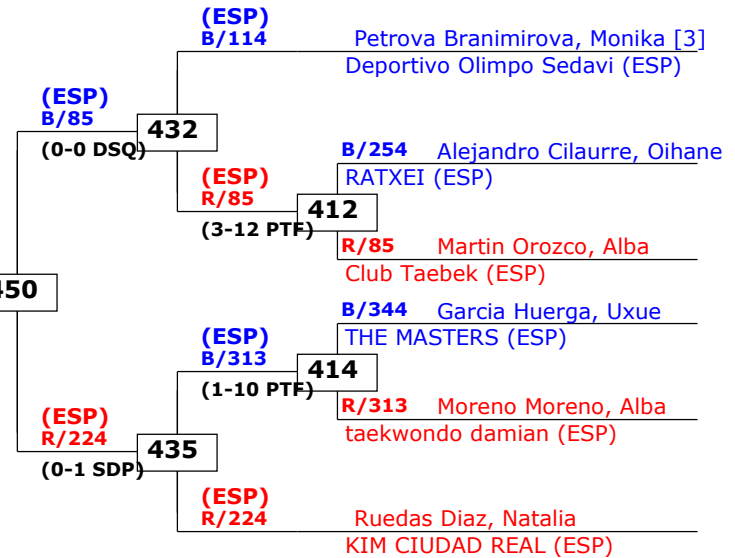 (ESP)
B/114
Petrova Branimirova, Monika [3]
Deportivo Olimpo Sedavi (ESP)
(ESP)
B/85
432
(0-0 DSQ)
B/254 Alejandro Cilaurre, Oihane
RATXEI (ESP)
(ESP)
R/85
412
(3-12 PTF)
R/85 Martin Orozco, Alba
Club Taebek (ESP)
450
B/344 Garcia Huerga, Uxue
THE MASTERS (ESP)
(ESP)
B/313
414
(1-10 PTF)
R/313 Moreno Moreno, Alba
taekwondo damian (ESP)
(ESP)
R/224
435
(0-1 SDP)
(ESP)
R/224
Ruedas Diaz, Natalia
KIM CIUDAD REAL (ESP)